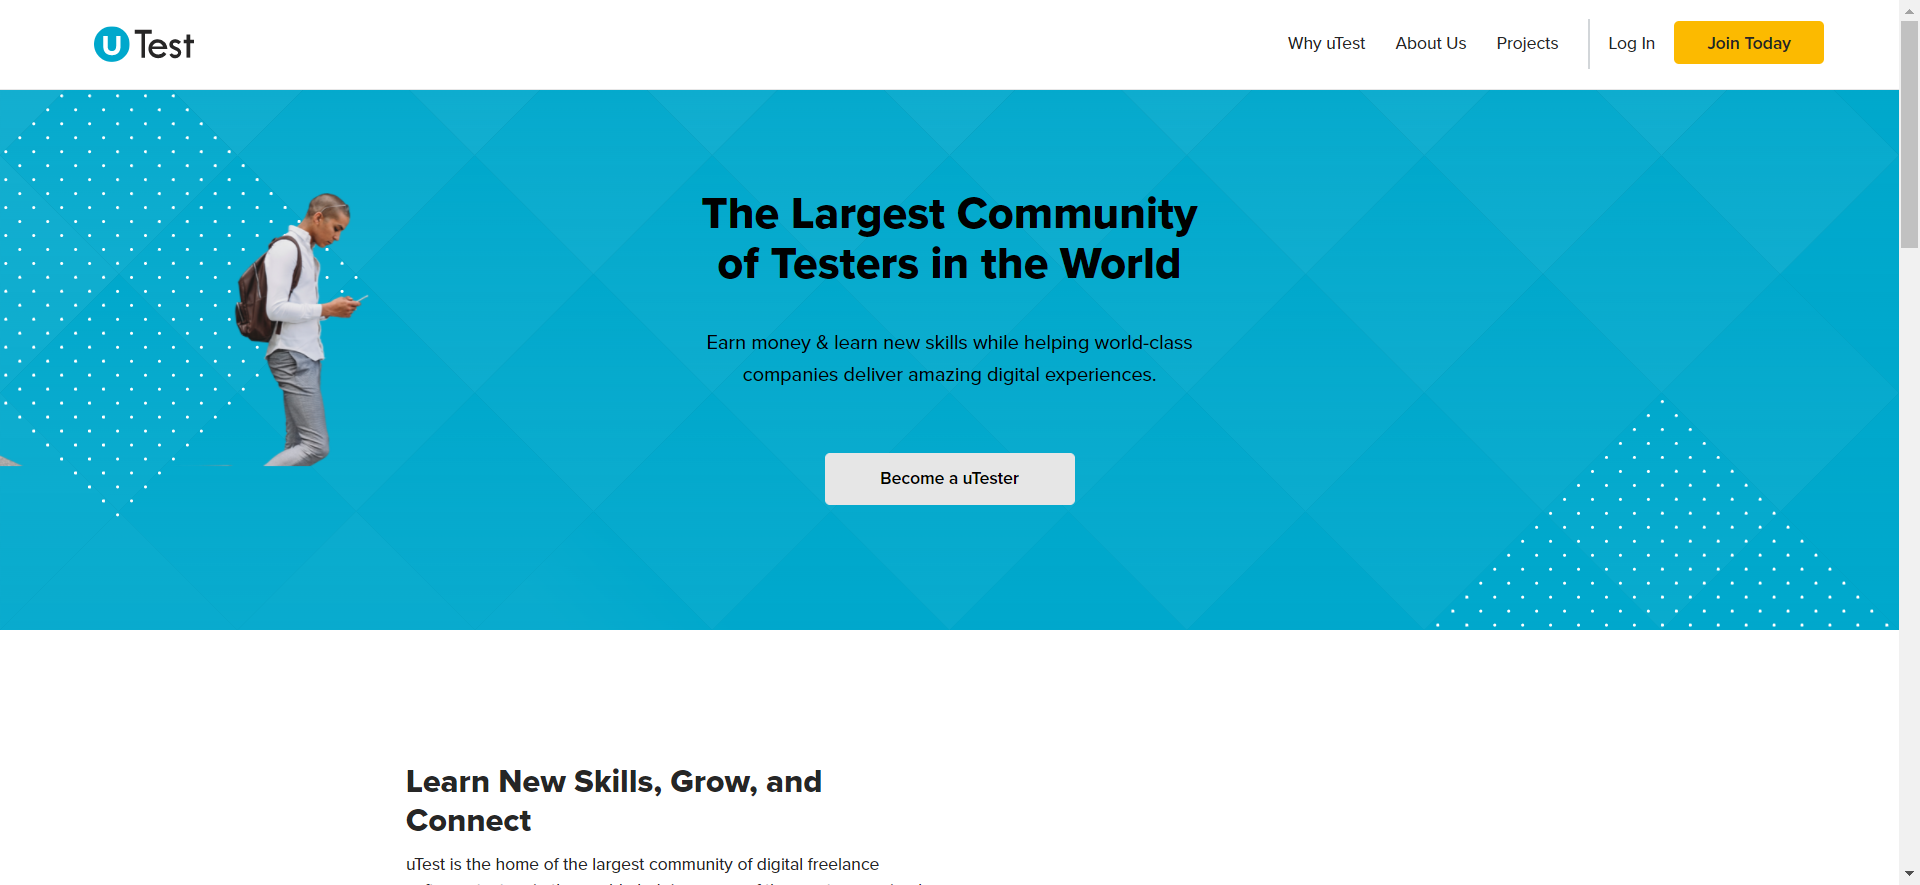 uTest
Why uTest
About Us
Projects
Log In
Join Today
The Largest Community
of Testers in the World
Earn money & learn new skills while helping world-class
companies deliver amazing digital experiences.
Become a uTester
Learn New Skills, Grow, and
Connect
uTest is the home of the largest community of digital freelance